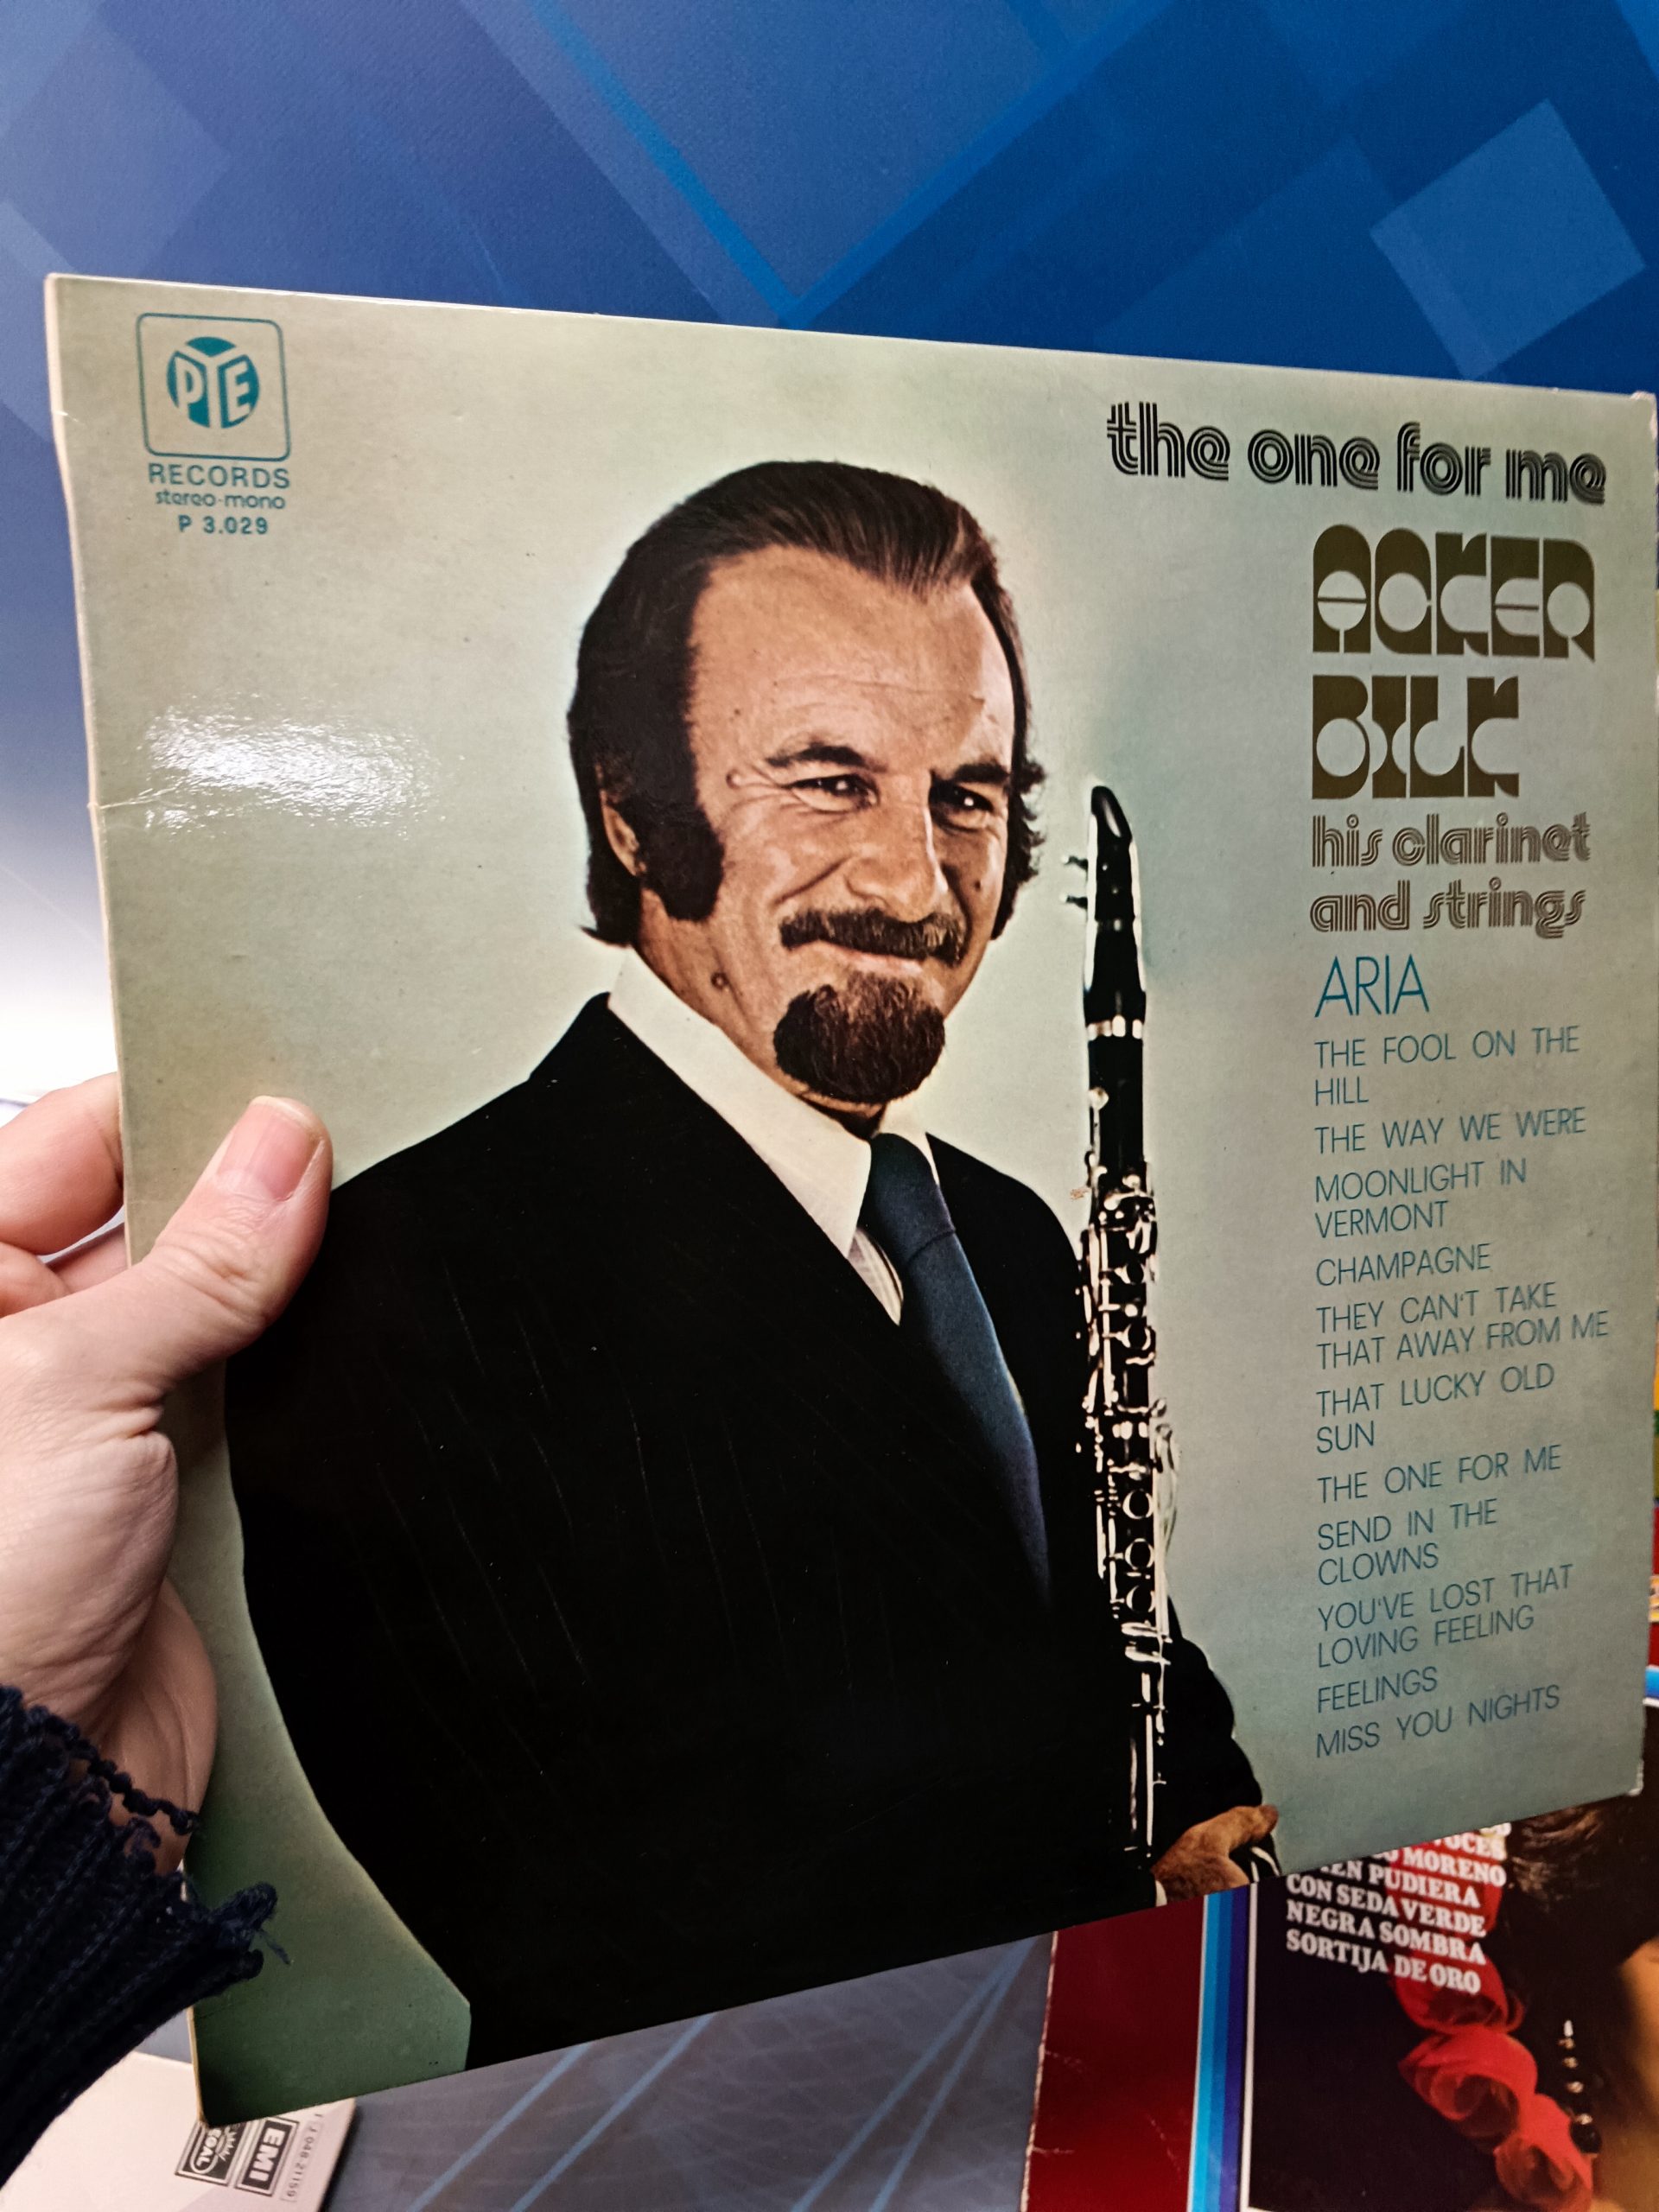 PYE
RECORDS
stereo-mono
P 3.029
the one for me
ACKER
BILK
his clarinet
and strings
ARIA
THE FOOL ON THE
HILL
THE WAY WE WERE
MOONLIGHT IN
VERMONT
CHAMPAGNE
THEY CAN'T TAKE
THAT AWAY FROM ME
THAT LUCKY OLD
SUN
THE ONE FOR ME
SEND IN THE
CLOWNS
YOU'VE LOST THAT
LOVING FEELING
FEELINGS
MISS YOU NIGHTS
MORENO
PUDIERA
CON SEDA VERDE
NEGRA SOMBRA
SORTIJA DE ORO
EMI
048-21159